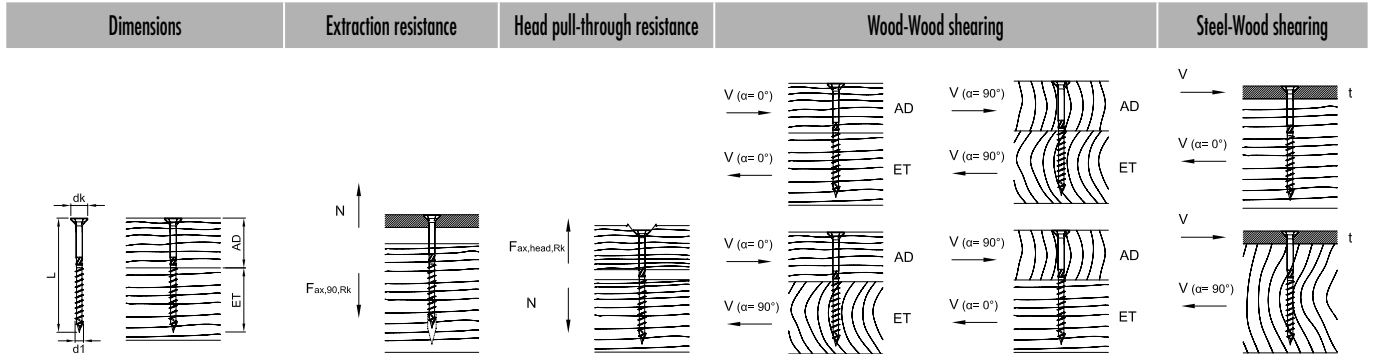 Dimensions
Extraction resistance
Head pull-through resistance
Wood-Wood shearing
Steel-Wood shearing
dk
L
d1
AD
ET
N
Fax,90,Rk
Fax,head,Rk
N
V (α= 0°)
AD
V (α= 0°)
ET
V (α= 90°)
AD
V (α= 90°)
ET
V (α= 0°)
AD
V (α= 90°)
ET
V (α= 90°)
AD
V (α= 0°)
ET
V
t
V (α= 0°)
V
t
V (α= 90°)